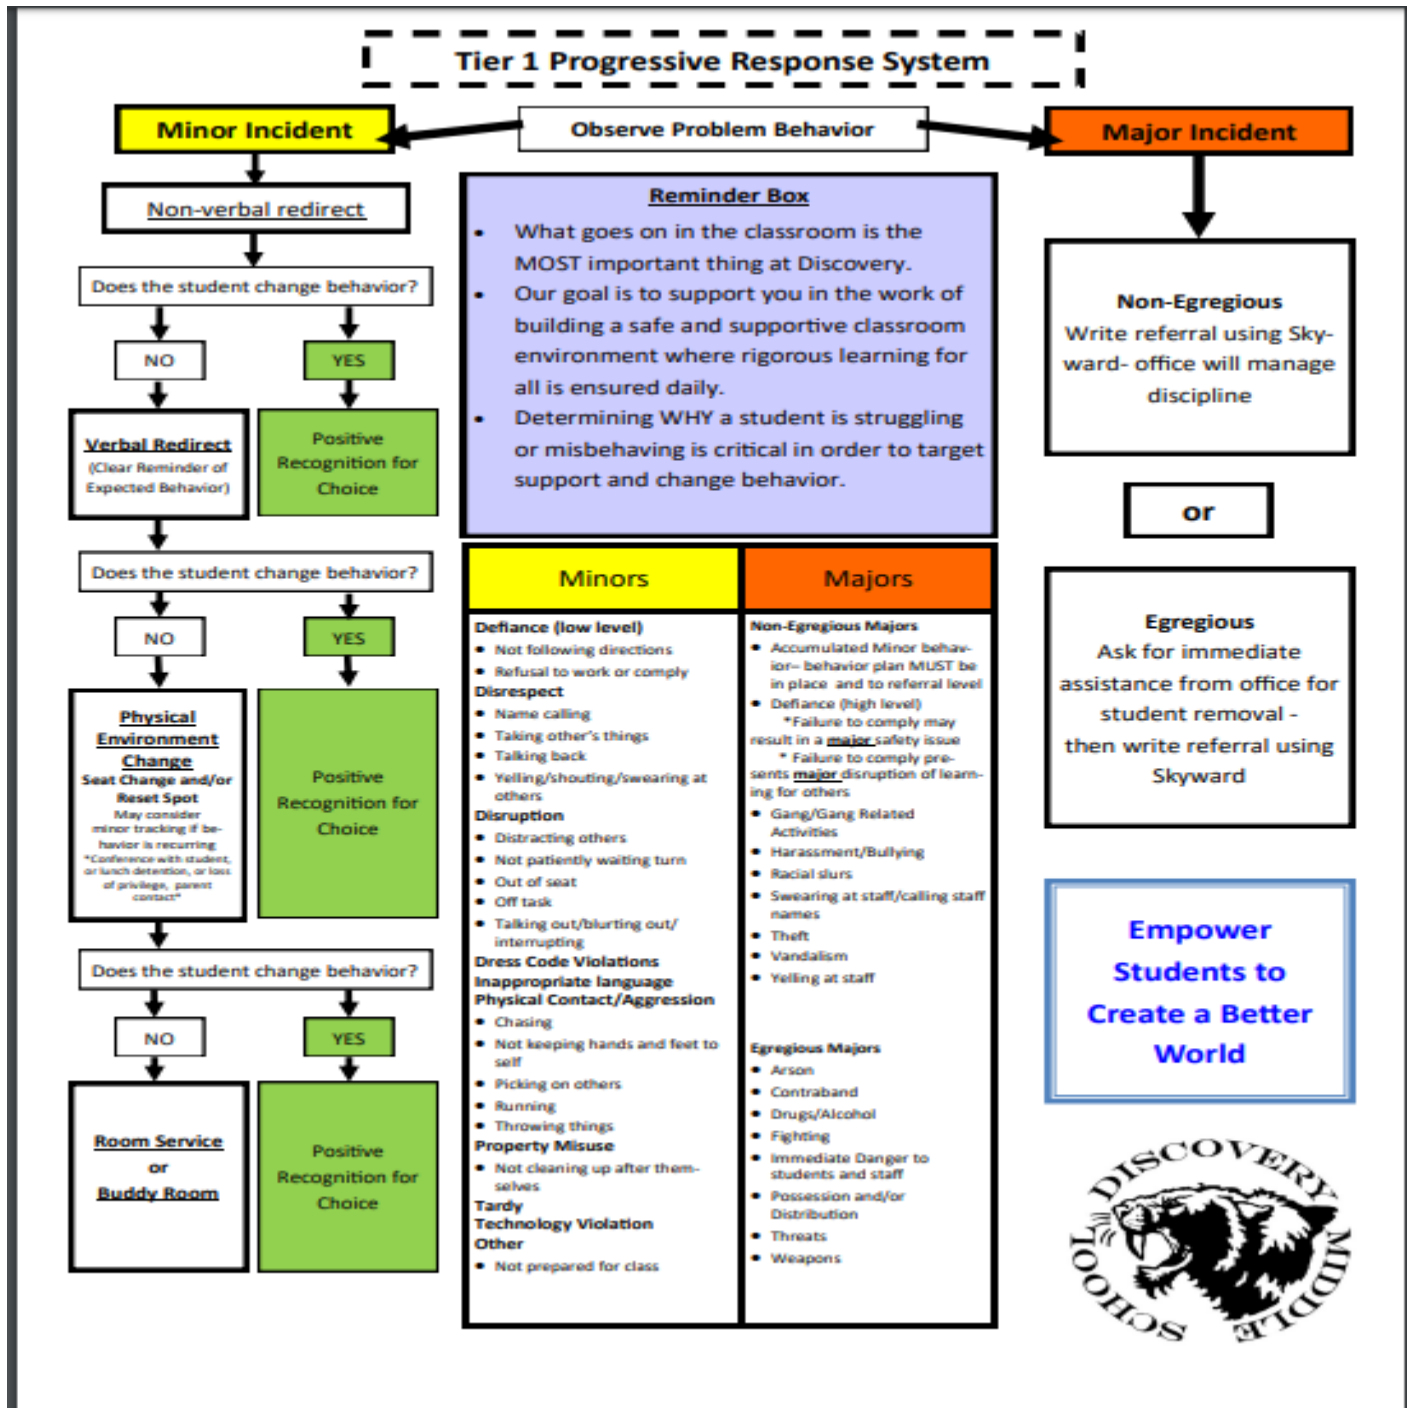 Tier 1 Progressive Response System
Minor Incident
Observe Problem Behavior
Major Incident
Non-verbal redirect
Does the student change behavior?
NO
YES
Verbal Redirect
(Clear Reminder of
Expected Behavior)
Positive
Recognition for
Choice
Does the student change behavior?
NO
YES
Physical
Environment
Change
Seat Change and/or
Reset Spot
May consider
minor tracking if be-
havior is recurring
*Conference with student,
or lunch detention, or loss
of privilege, parent
contact*
Positive
Recognition for
Choice
Does the student change behavior?
NO
YES
Room Service
or
Buddy Room
Positive
Recognition for
Choice
Reminder Box
• What goes on in the classroom is the
MOST important thing at Discovery.
• Our goal is to support you in the work of
building a safe and supportive classroom
environment where rigorous learning for
all is ensured daily.
• Determining WHY a student is struggling
or misbehaving is critical in order to target
support and change behavior.
Minors
Defiance (low level)
• Not following directions
• Refusal to work or comply
Disrespect
• Name calling
• Taking other's things
• Talking back
• Yelling/shouting/swearing at
others
Disruption
• Distracting others
• Not patiently waiting turn
• Out of seat
• Off task
• Talking out/blurting out/
interrupting
Dress Code Violations
Inappropriate language
Physical Contact/Aggression
• Chasing
• Not keeping hands and feet to
self
• Picking on others
• Running
• Throwing things
Property Misuse
• Not cleaning up after them-
selves
Tardy
Technology Violation
Other
• Not prepared for class
Majors
Non-Egregious Majors
• Accumulated Minor behav-
ior– behavior plan MUST be
in place and to referral level
• Defiance (high level)
*Failure to comply may
result in a major safety issue
* Failure to comply pre-
sents major disruption of learn-
ing for others
• Gang/Gang Related
Activities
• Harassment/Bullying
• Racial slurs
• Swearing at staff/calling staff
names
• Theft
• Vandalism
• Yelling at staff
Egregious Majors
• Arson
• Contraband
• Drugs/Alcohol
• Fighting
• Immediate Danger to
students and staff
• Possession and/or
Distribution
• Threats
• Weapons
Non-Egregious
Write referral using Sky-
ward- office will manage
discipline
or
Egregious
Ask for immediate
assistance from office for
student removal -
then write referral using
Skyward
Empower
Students to
Create a Better
World
DISCOVERY MIDDLE SCHOOL